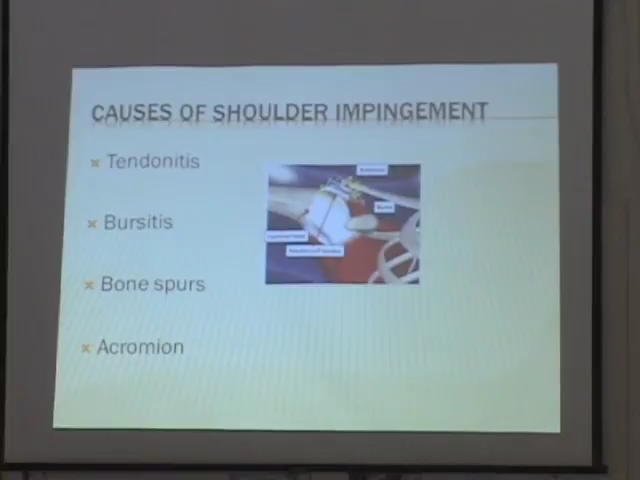 CAUSES OF SHOULDER IMPINGEMENT
Tendonitis
Bursitis
Bone spurs
Acromion